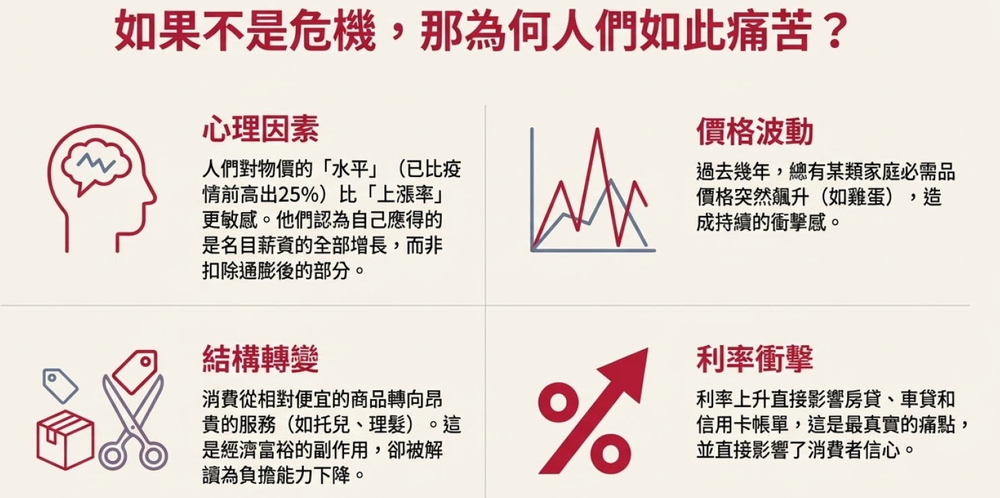 如果不是危機，那為何人們如此痛苦？
心理因素
人們對物價的「水平」（已比疫
情前高出25%）比「上漲率」
更敏感。他們認為自己應得的
是名目薪資的全部增長，而非
扣除通膨後的部分。
價格波動
過去幾年，總有某類家庭必需品
價格突然飆升（如雞蛋），造
成持續的衝擊感。
結構轉變
消費從相對便宜的商品轉向昂
貴的服務（如托兒、理髮）。這
是經濟富裕的副作用，卻被解
讀為負擔能力下降。
利率衝擊
利率上升直接影響房貸、車貸和
信用卡帳單，這是最真實的痛點，
並直接影響了消費者信心。